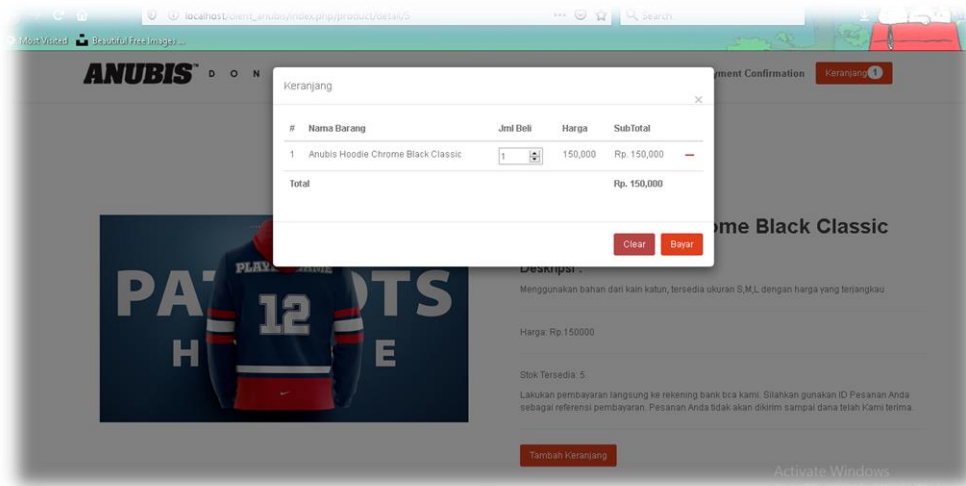 localhost/client_anubis/index.php/product/detail/5
Search
Most Visited
Beautiful Free Images ...
ANUBIS
D O N
yment Confirmation
Keranjang 1
Keranjang
×
# Nama Barang Jml Beli Harga SubTotal
1 Anubis Hoodie Chrome Black Classic 1 150,000 Rp. 150,000
Total Rp. 150,000
Clear
Bayar
ome Black Classic
Deskripsi :
Menggunakan bahan dari kain katun, tersedia ukuran S,M,L dengan harga yang terjangkau
Harga: Rp.150000
Stok Tersedia: 5
Lakukan pembayaran langsung ke rekening bank bca kami. Silahkan gunakan ID Pesanan Anda
sebagai referensi pembayaran. Pesanan Anda tidak akan dikirim sampai dana telah Kami terima.
Tambah Keranjang
PA
TS
12
H
E
Activate Windows